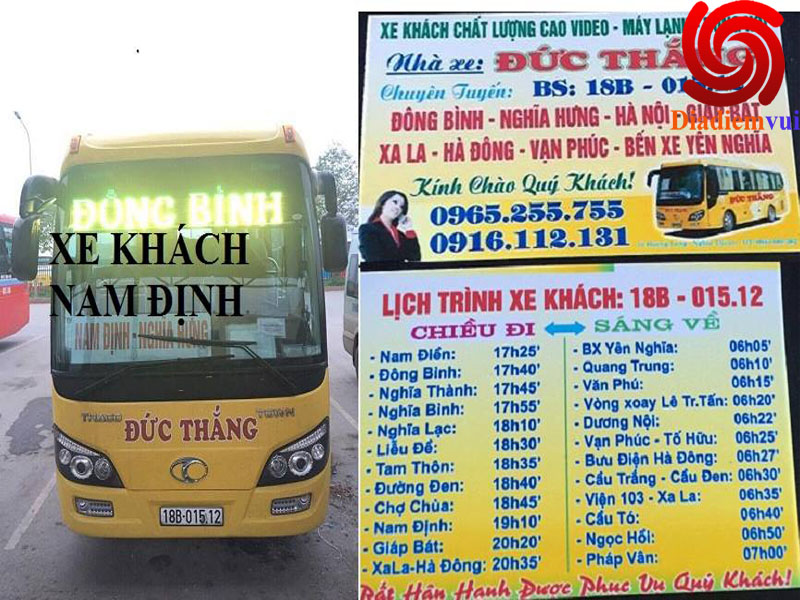 ĐÔNG BÌNH
XE KHÁCH
NAM ĐỊNH
NAM ĐỊNH - NGHĨA HƯNG
THACO
TOWN
ĐỨC THẮNG
18B-015.12
XE KHÁCH CHẤT LƯỢNG CAO VIDEO - MÁY LẠNH
Nhà xe: ĐỨC THẮNG
Chuyên Tuyến: BS: 18B -
Diadiemvui
ĐÔNG BÌNH - NGHĨA HƯNG - HÀ NỘI - GIÁP BÁT
XA LA - HÀ ĐÔNG - VẠN PHÚC - BẾN XE YÊN NGHĨA
Kính Chào Quý Khách!
ĐỨC THẮNG
0965.255.755
0916.112.131
LỊCH TRÌNH XE KHÁCH: 18B - 015.12
CHIỀU ĐI SÁNG VỀ
- Nam Điền: 17h25'
- Đông Bình: 17h40'
- Nghĩa Thành: 17h45'
- Nghĩa Bình: 17h55'
- Nghĩa Lạc: 18h10'
- Liễu Đề: 18h30'
- Tam Thôn: 18h35'
- Đường Đen: 18h40'
- Chợ Chùa: 18h45'
- Nam Định: 19h10'
- Giáp Bát: 20h20'
- XaLa-Hà Đông: 20h35'
- BX Yên Nghĩa: 06h05'
- Quang Trung: 06h10'
- Văn Phú: 06h15'
- Vòng xoay Lê Tr.Tấn: 06h20'
- Dương Nội: 06h22'
- Vạn Phúc - Tố Hữu: 06h25'
- Bưu Điện Hà Đông: 06h27'
- Cầu Trắng - Cầu Đen: 06h30'
- Viện 103 - Xa La: 06h35'
- Cầu Tó: 06h40'
- Ngọc Hồi: 06h50'
- Pháp Vân: 07h00'
Rất Hân Hạnh Được Phục Vụ Quý Khách!